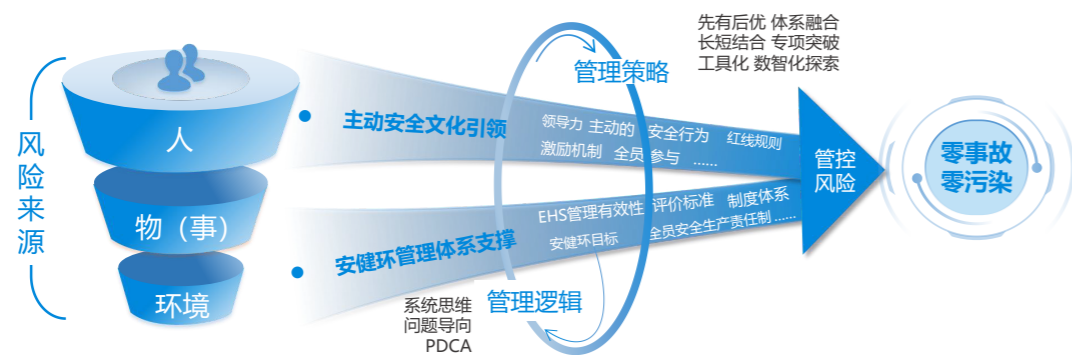 风险来源
人
物（事）
环境
主动安全文化引领
安健环管理体系支撑
管理策略
先有后优 体系融合
长短结合 专项突破
工具化 数智化探索
领导力 主动的 安全行为 红线规则
激励机制 全员参与 ......
EHS管理有效性 评价标准 制度体系
安健环目标 全员安全生产责任制 ......
管理逻辑
系统思维
问题导向
PDCA
管控
风险
零事故
零污染